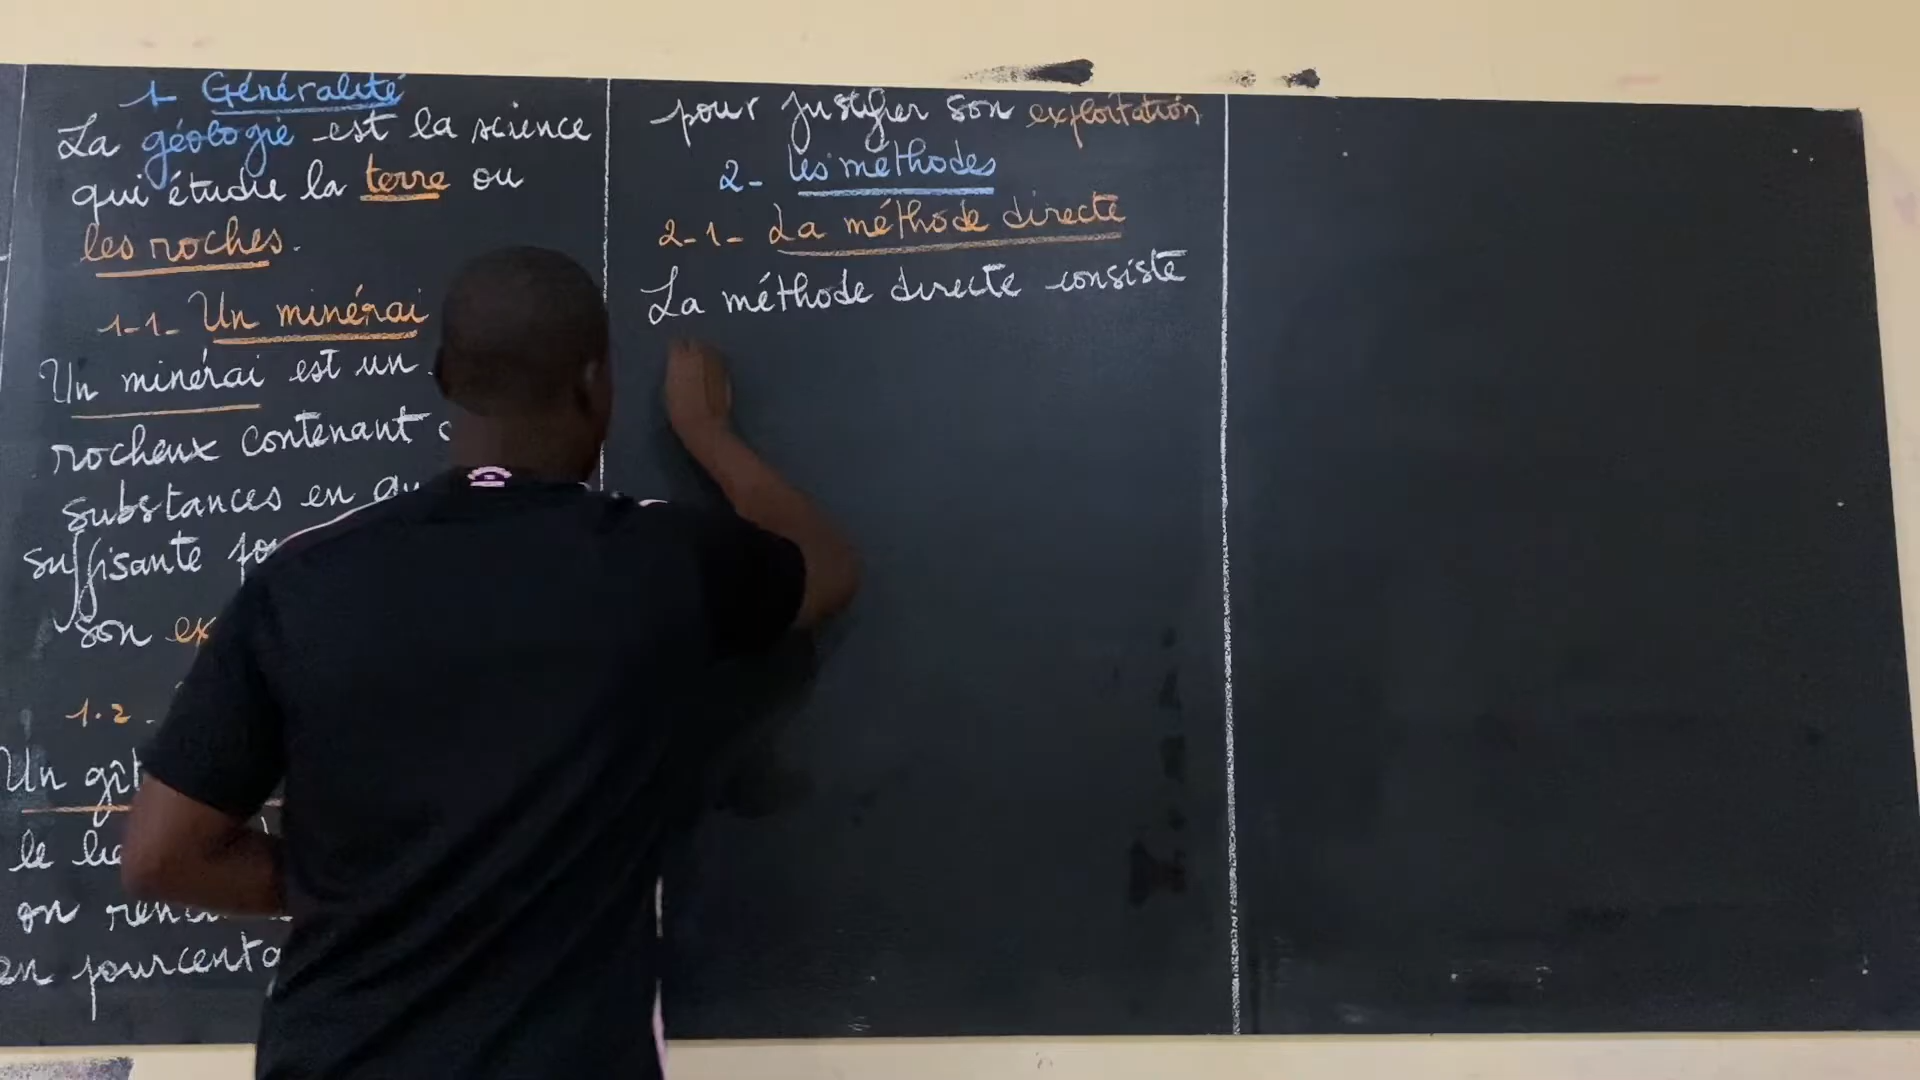 1- Généralité
La géologie est la science
qui étudie la terre ou
les roches.
1-1- Un minérai
Un minérai est un
rocheux contenant
substances en
suffisante
son
1.2.
Un
le
on
en
pour justifier son exploitation
2- les méthodes
2-1- La méthode directe
La méthode directe consiste